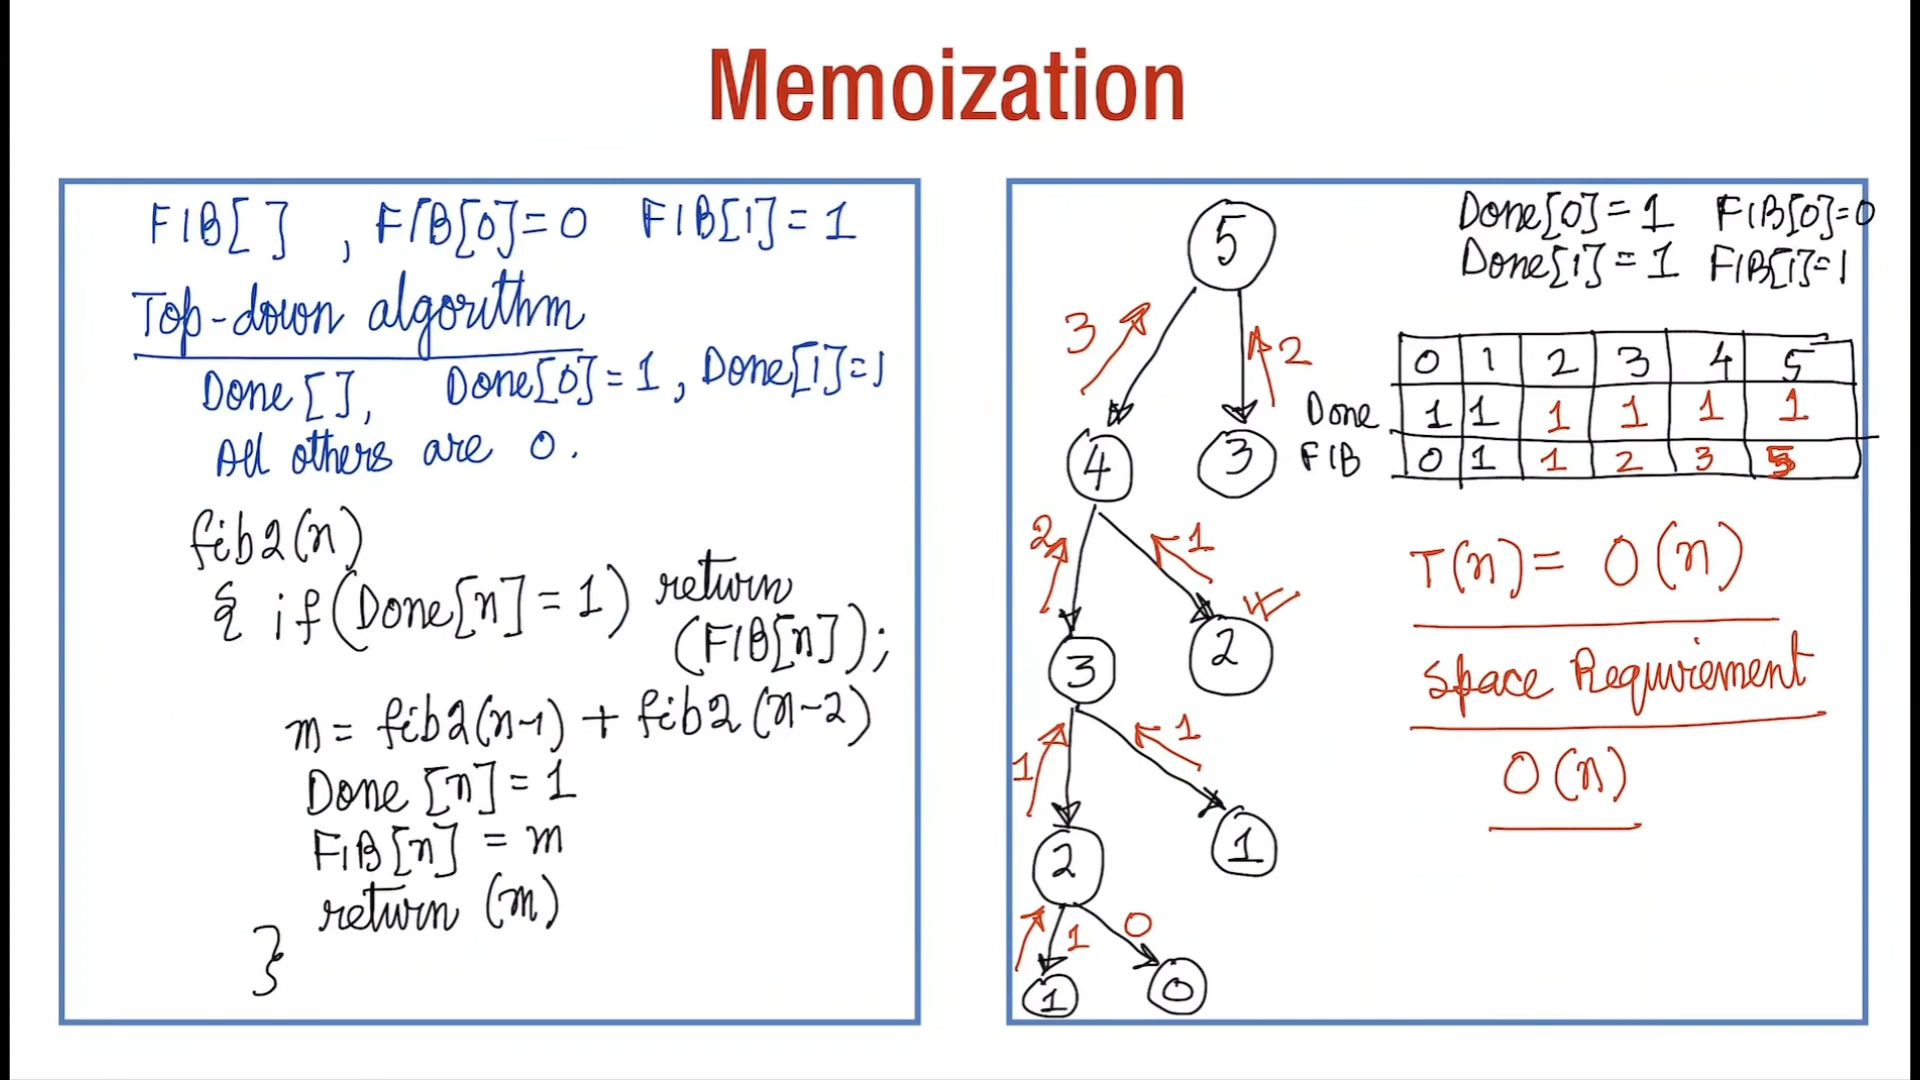 Memoization
FIB[ ] , FIB[0]=0 FIB[1]=1
Top-down algorithm
Done[], Done[0]=1, Done[1]=1
All others are 0.
fib2(n)
{ if(Done[n]=1) return
(FIB[n]);
m= fib2(n-1) + fib2(n-2)
Done [n]=1
FIB[n] = m
return (m)
}
Done[0]=1 FIB[0]=0
Done[1]=1 FIB[1]=1
5
3 2
4 3
2 1
3 2
1 1
2 1
1 0
1 0
0 1 2 3 4 5
Done 1 1 1 1 1 1
FIB 0 1 1 2 3 5
T(n)= O(n)
Space Requirement
O(n)